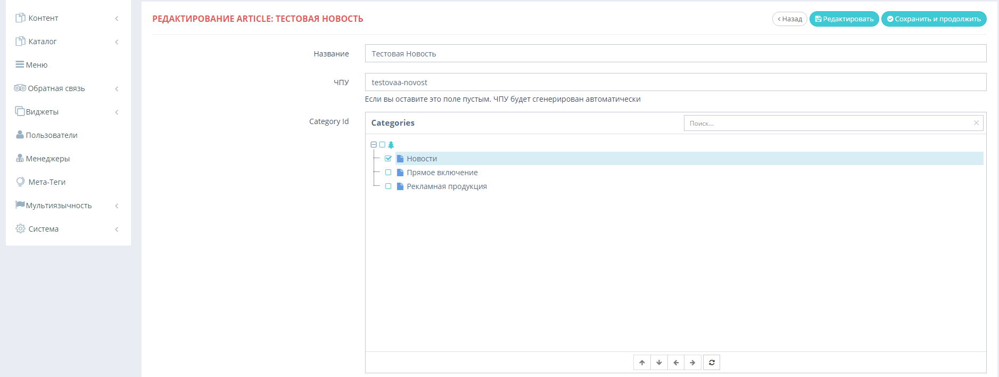 Контент
Каталог
Меню
Обратная связь
Виджеты
Пользователи
Менеджеры
Мета-Теги
Мультиязычность
Система
РЕДАКТИРОВАНИЕ ARTICLE: ТЕСТОВАЯ НОВОСТЬ
Назад
Редактировать
Сохранить и продолжить
Название
Тестовая Новость
ЧПУ
testovaa-novost
Если вы оставите это поле пустым. ЧПУ будет сгенерирован автоматически
Category Id
Categories
Поиск...
Новости
Прямое включение
Рекламная продукция